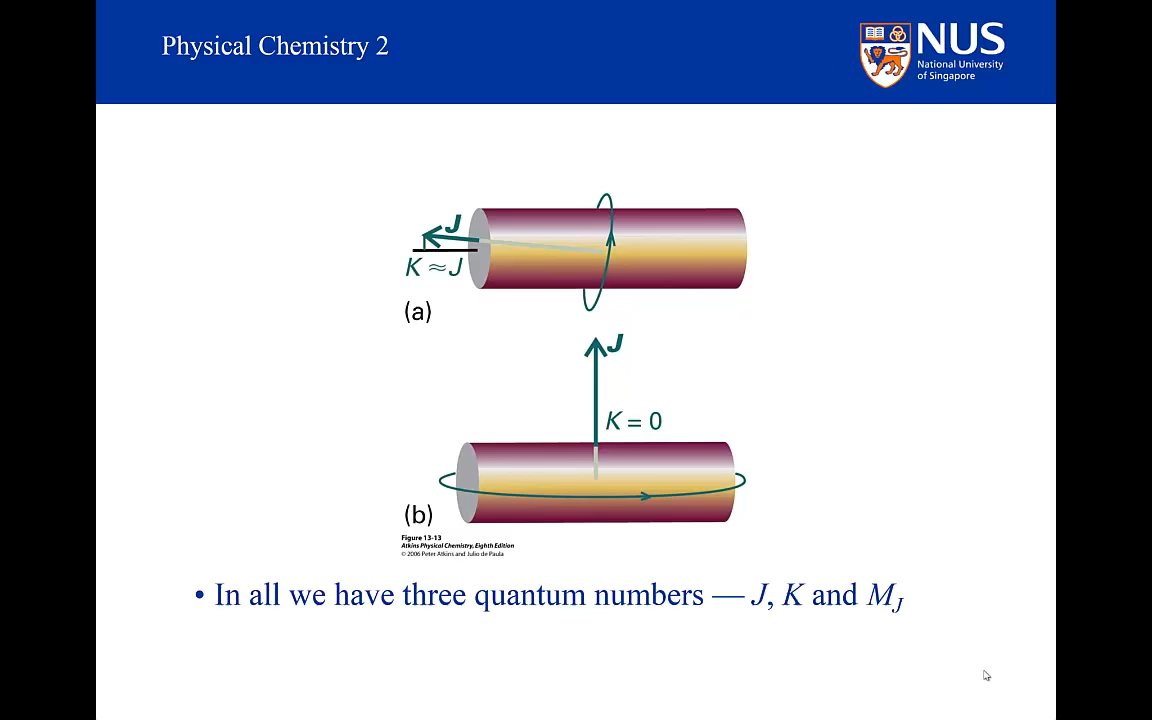 Physical Chemistry 2
NUS
National University
of Singapore
J
K ≈ J
(a)
J
K = 0
(b)
Figure 13-13
Atkins Physical Chemistry, Eighth Edition
© 2006 Peter Atkins and Julio de Paula
• In all we have three quantum numbers — J, K and M_J